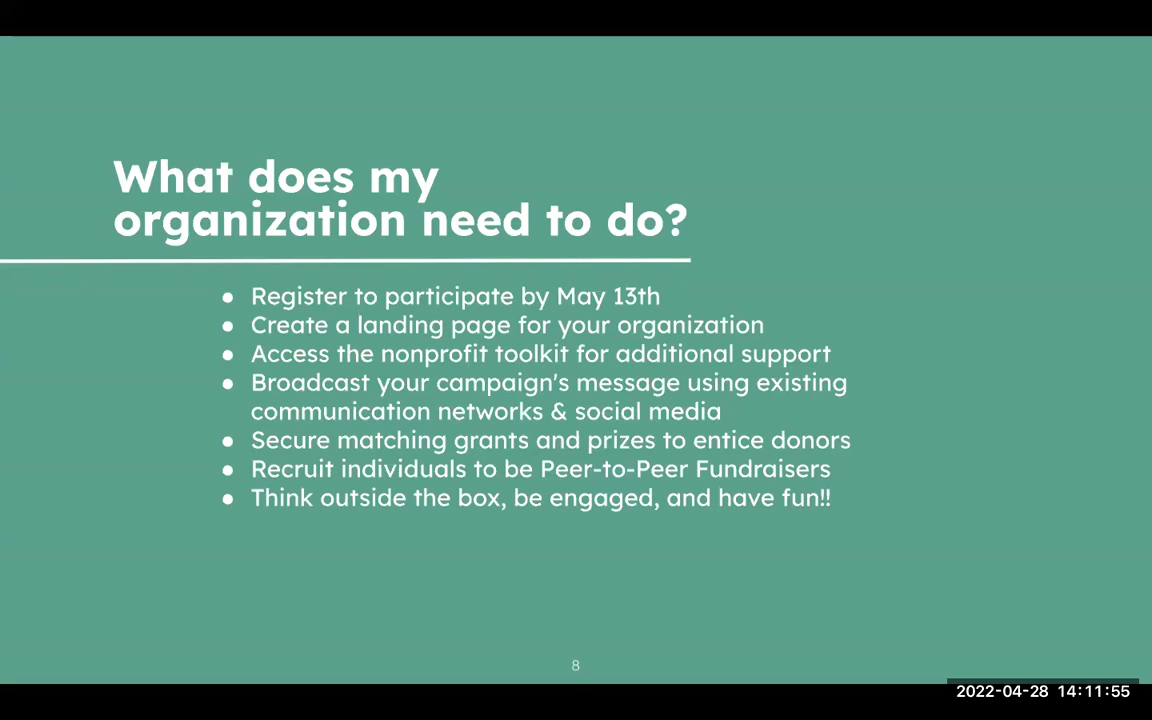 What does my
organization need to do?
● Register to participate by May 13th
● Create a landing page for your organization
● Access the nonprofit toolkit for additional support
● Broadcast your campaign's message using existing
communication networks & social media
● Secure matching grants and prizes to entice donors
● Recruit individuals to be Peer-to-Peer Fundraisers
● Think outside the box, be engaged, and have fun!!
8
2022-04-28 14:11:55